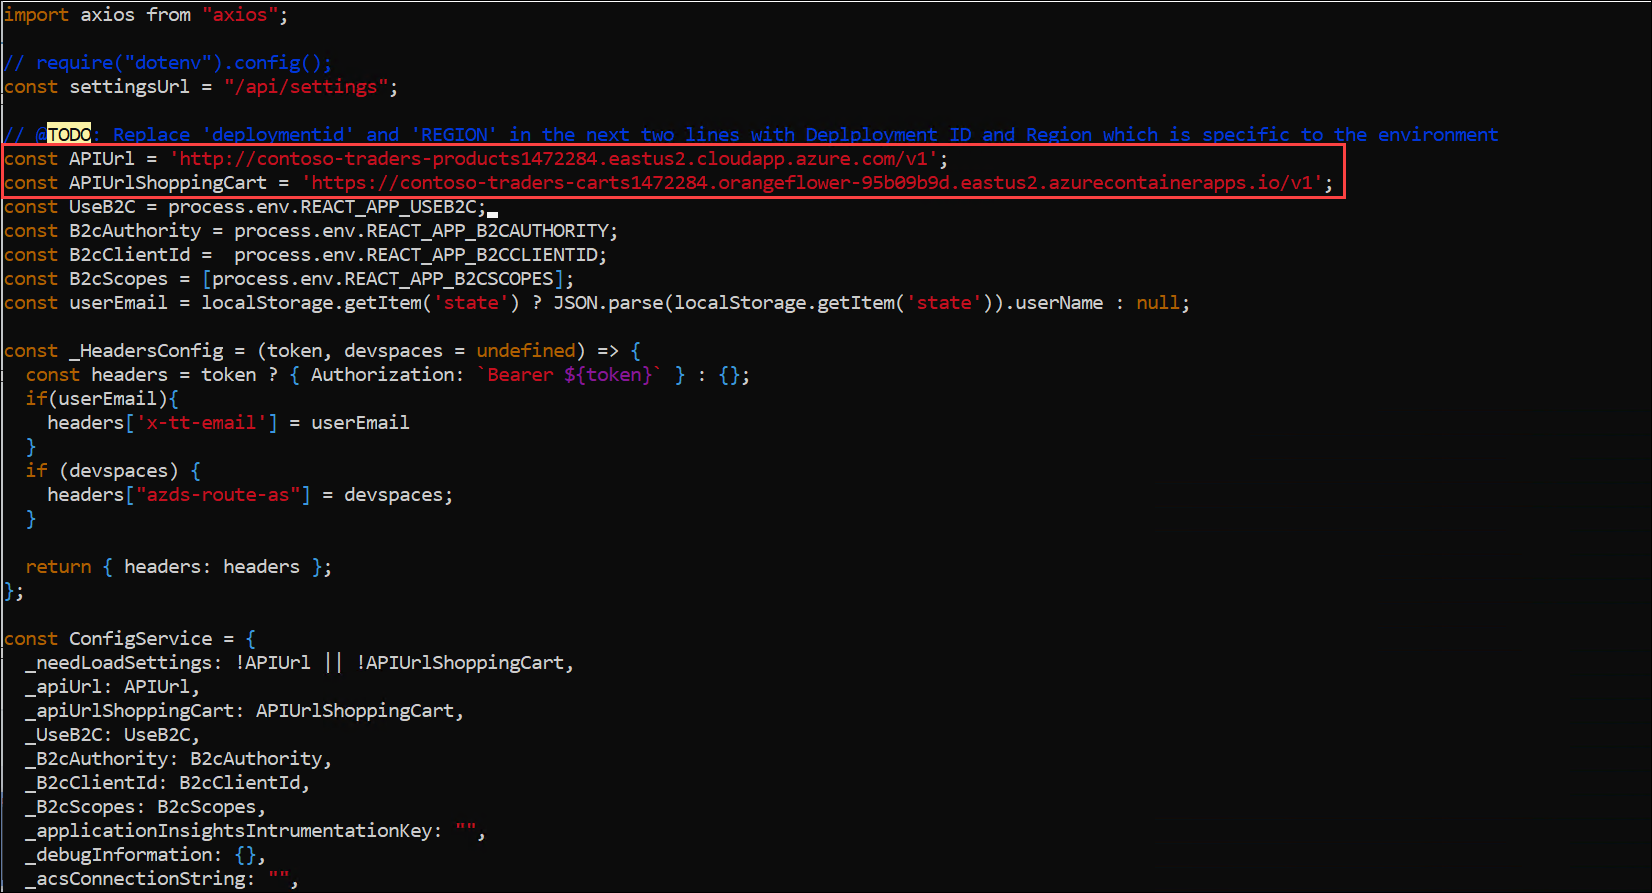 import axios from "axios";
// require("dotenv").config();
const settingsUrl = "/api/settings";
// @TODO: Replace 'deploymentid' and 'REGION' in the next two lines with Deplployment ID and Region which is specific to the environment
const APIUrl = 'http://contoso-traders-products1472284.eastus2.cloudapp.azure.com/v1';
const APIUrlShoppingCart = 'https://contoso-traders-carts1472284.orangeflower-95b09b9d.eastus2.azurecontainerapps.io/v1';
const UseB2C = process.env.REACT_APP_USEB2C;
const B2cAuthority = process.env.REACT_APP_B2CAUTHORITY;
const B2cClientId =  process.env.REACT_APP_B2CCLIENTID;
const B2cScopes = [process.env.REACT_APP_B2CSCOPES];
const userEmail = localStorage.getItem('state') ? JSON.parse(localStorage.getItem('state')).userName : null;
const _HeadersConfig = (token, devspaces = undefined) => {
  const headers = token ? { Authorization: `Bearer ${token}` } : {};
  if(userEmail){
    headers['x-tt-email'] = userEmail
  }
  if (devspaces) {
    headers["azds-route-as"] = devspaces;
  }
  return { headers: headers };
};
const ConfigService = {
  _needLoadSettings: !APIUrl || !APIUrlShoppingCart,
  _apiUrl: APIUrl,
  _apiUrlShoppingCart: APIUrlShoppingCart,
  _UseB2C: UseB2C,
  _B2cAuthority: B2cAuthority,
  _B2cClientId: B2cClientId,
  _B2cScopes: B2cScopes,
  _applicationInsightsIntrumentationKey: "",
  _debugInformation: {},
  _acsConnectionString: "",